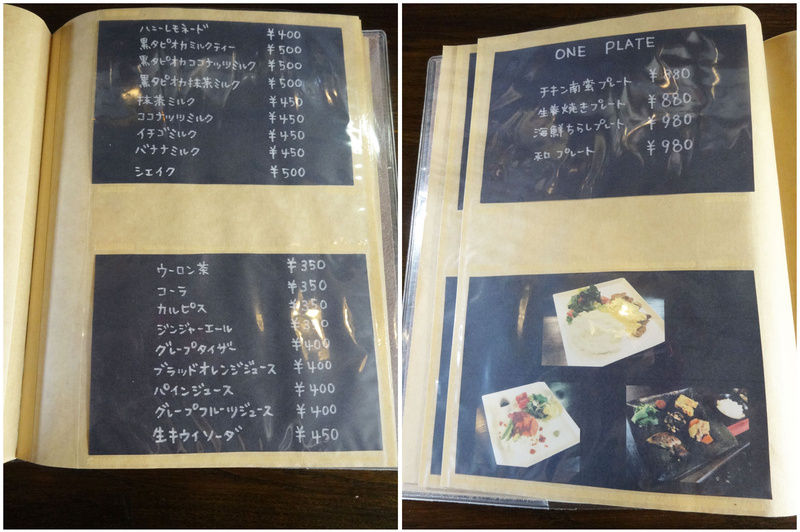 ハニーレモネード ¥400
黒タピオカミルクティー ¥500
黒タピオカココナッツミルク ¥500
黒タピオカ抹茶ミルク ¥500
抹茶ミルク ¥450
ココナッツミルク ¥450
イチゴミルク ¥450
バナナミルク ¥450
シェイク ¥500
ウーロン茶 ¥350
コーラ ¥350
カルピス ¥350
ジンジャーエール ¥350
グレープタイザー ¥400
ブラッドオレンジジュース ¥400
パインジュース ¥400
グレープフルーツジュース ¥400
生キウイソーダ ¥450
ONE PLATE
チキン南蛮プレート ¥880
生姜焼きプレート ¥880
海鮮ちらしプレート ¥980
和プレート ¥980